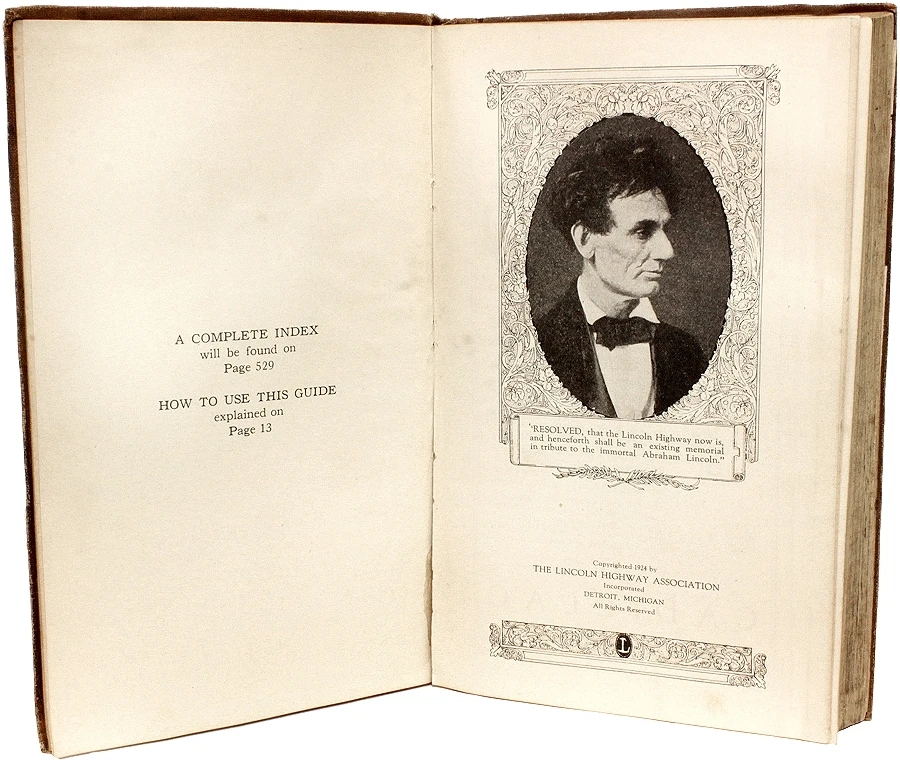 A COMPLETE INDEX
will be found on
Page 529
HOW TO USE THIS GUIDE
explained on
Page 13
"RESOLVED, that the Lincoln Highway now is,
and henceforth shall be an existing memorial
in tribute to the immortal Abraham Lincoln."
Copyrighted 1924 by
THE LINCOLN HIGHWAY ASSOCIATION
Incorporated
DETROIT, MICHIGAN
All Rights Reserved
L